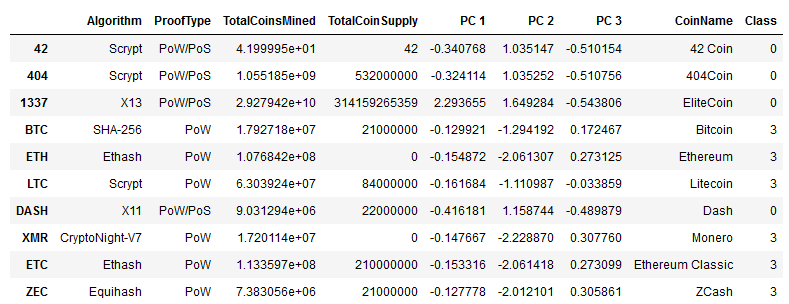 Algorithm ProofType TotalCoinsMined TotalCoinSupply PC 1 PC 2 PC 3 CoinName Class
42 Scrypt PoW/PoS 4.199995e+01 42 -0.340768 1.035147 -0.510154 42 Coin 0
404 Scrypt PoW/PoS 1.055185e+09 532000000 -0.324114 1.035252 -0.510756 404Coin 0
1337 X13 PoW/PoS 2.927942e+10 314159265359 2.293655 1.649284 -0.543806 EliteCoin 0
BTC SHA-256 PoW 1.792718e+07 21000000 -0.129921 -1.294192 0.172467 Bitcoin 3
ETH Ethash PoW 1.076842e+08 0 -0.154872 -2.061307 0.273125 Ethereum 3
LTC Scrypt PoW 6.303924e+07 84000000 -0.161684 -1.110987 -0.033859 Litecoin 3
DASH X11 PoW/PoS 9.031294e+06 22000000 -0.416181 1.158744 -0.489879 Dash 0
XMR CryptoNight-V7 PoW 1.720114e+07 0 -0.147667 -2.228870 0.307760 Monero 3
ETC Ethash PoW 1.133597e+08 210000000 -0.153316 -2.061418 0.273099 Ethereum Classic 3
ZEC Equihash PoW 7.383056e+06 21000000 -0.127778 -2.012101 0.305861 ZCash 3